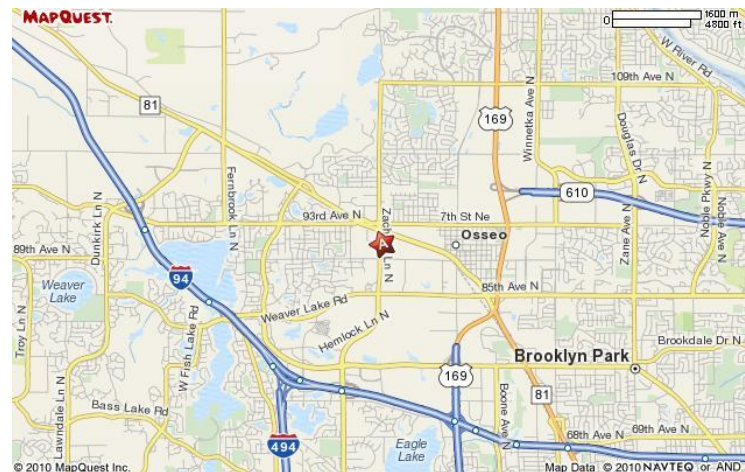 MAPQUEST.
1600 m
0
4800 ft
W River Rd
109th Ave N
81
169
Winnetka Ave N
Douglas Dr N
Fernbrook Ln N
610
Noble Pkwy N
Noble Ave N
Dunkirk Ln N
93rd Ave N
Zach
A
Ln N
7th St Ne
Osseo
Zane Ave N
89th Ave N
94
Weaver
Lake
85th Ave N
Weaver Lake Rd
Hemlock Ln N
Troy Ln N
W Fish Lake Rd
Brookdale Dr N
Brooklyn Park
169
81
Boone Ave N
Lawndale Ln N
Bass Lake Rd
494
Eagle
Lake
68th Ave N
69th Ave N
© 2010 MapQuest Inc.
Map Data © 2010 NAVTEQ or AND